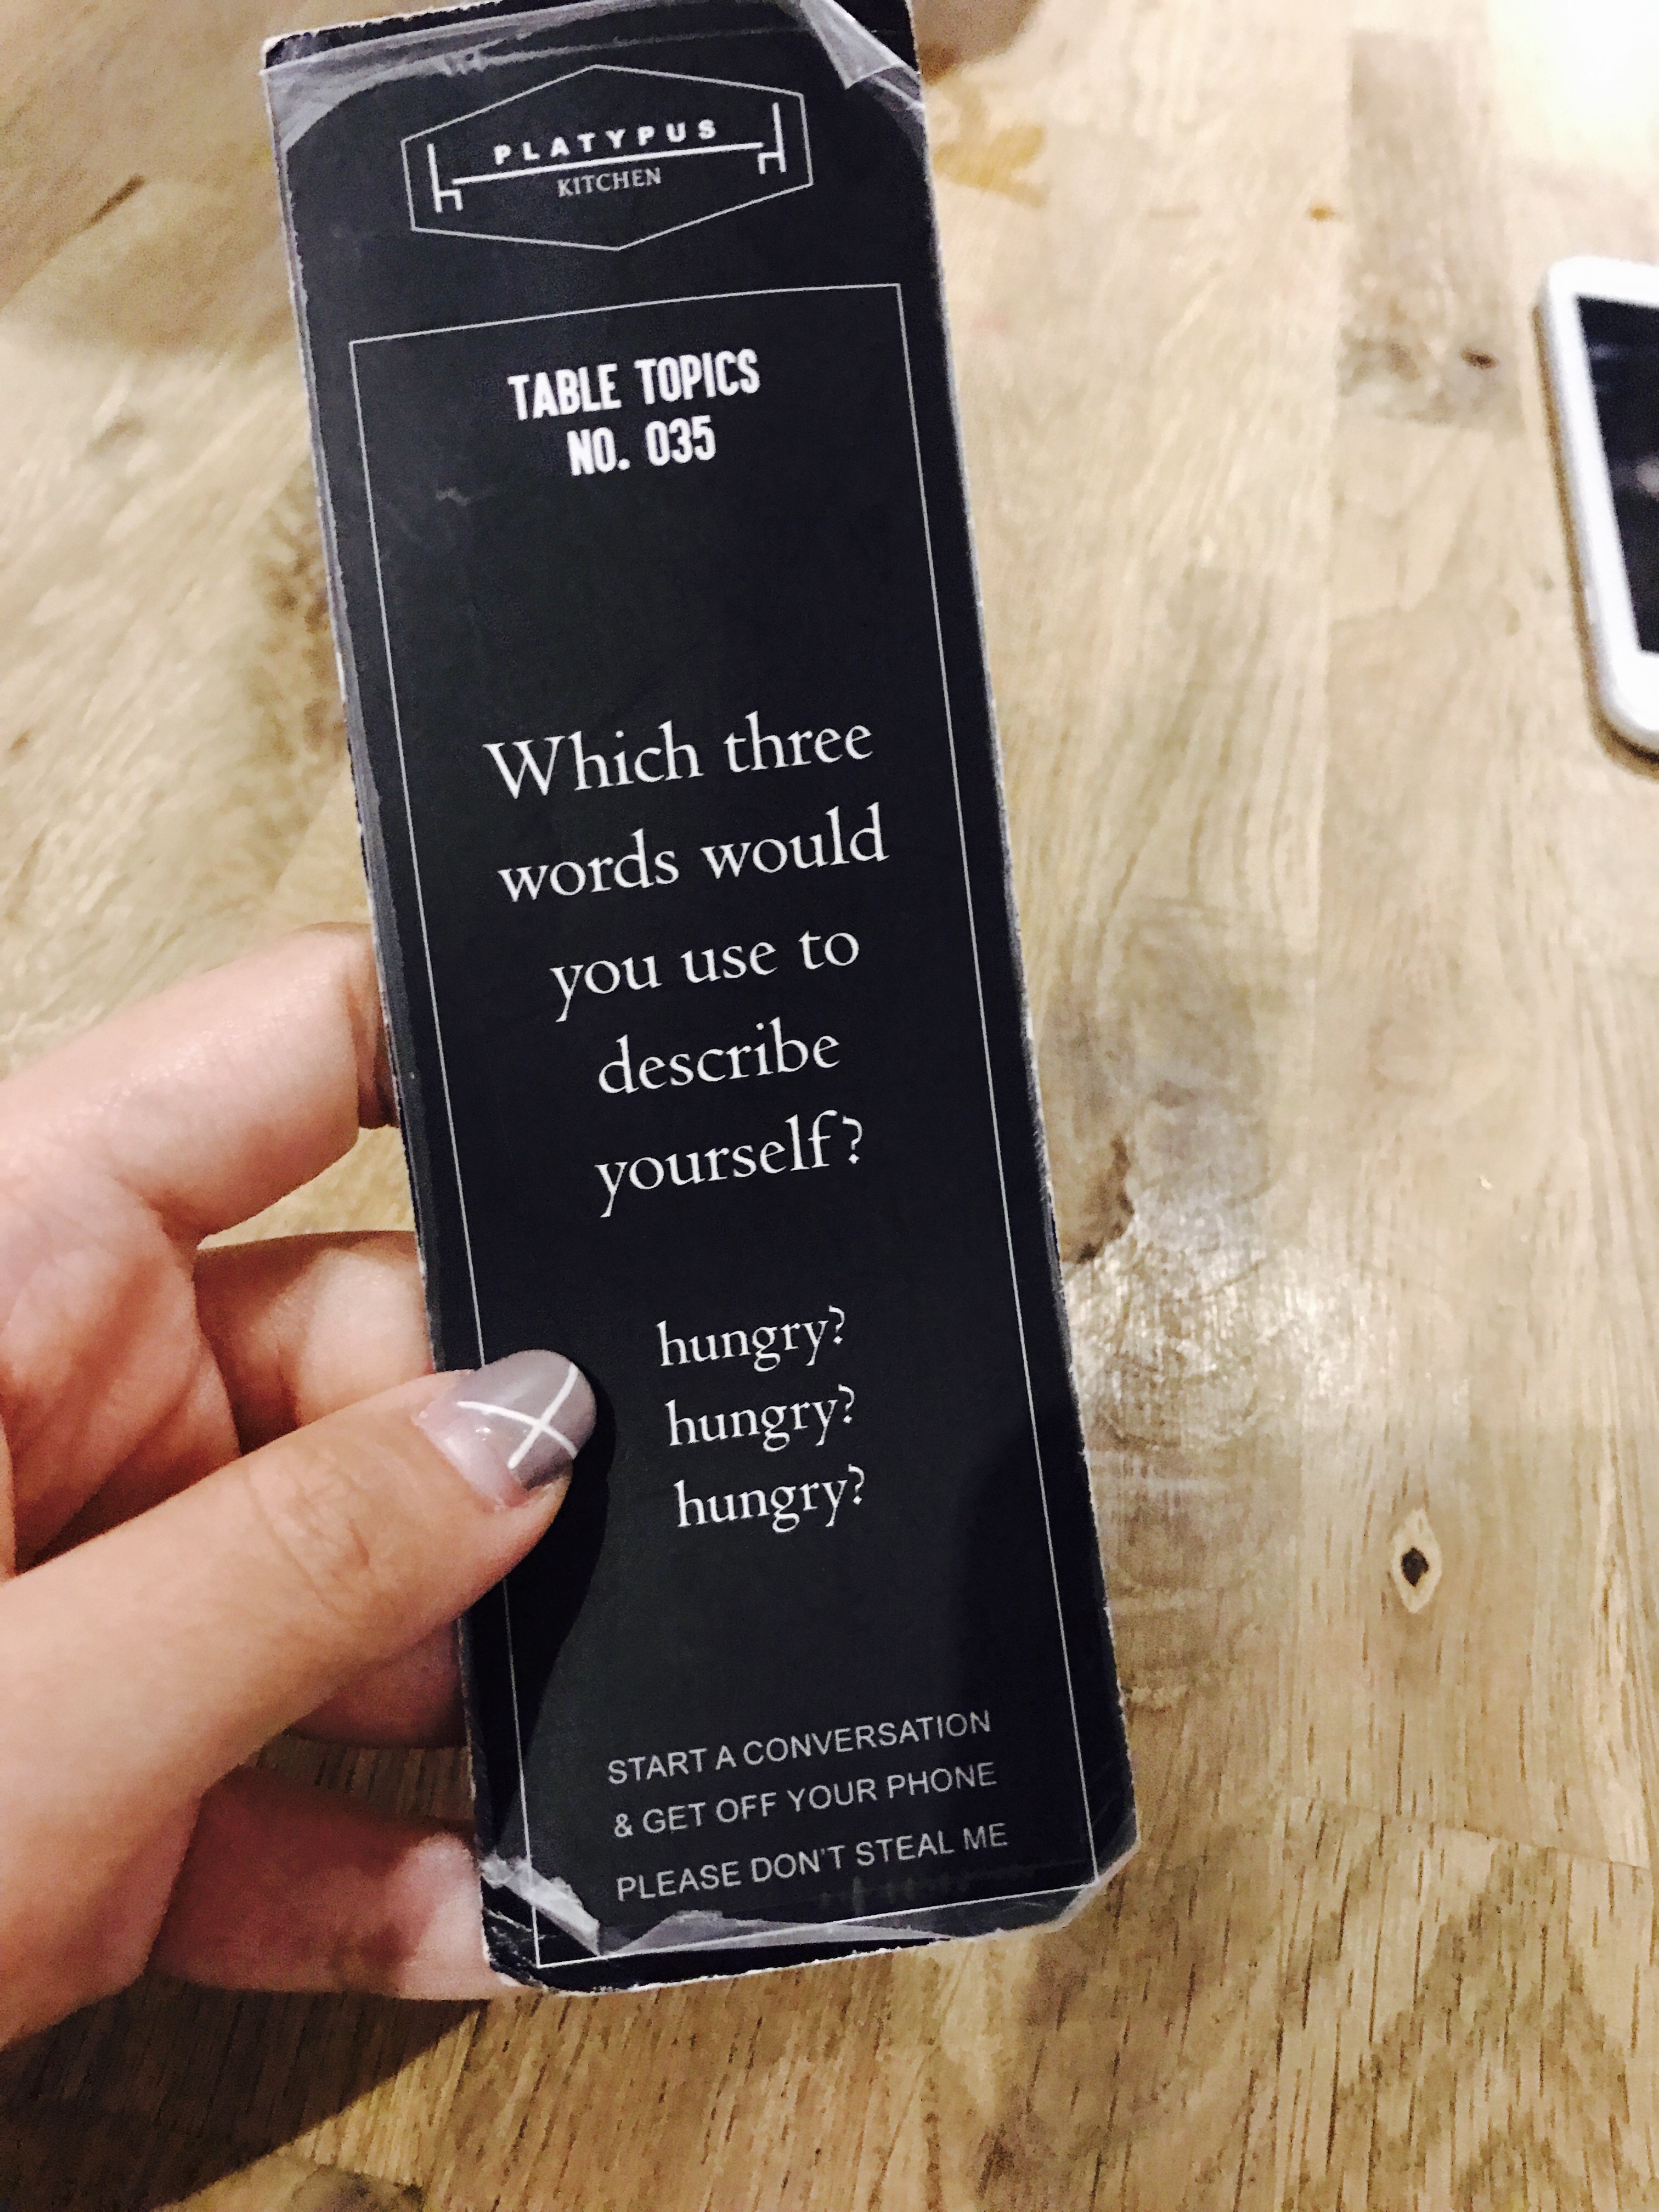 PLATYPUS
KITCHEN
TABLE TOPICS
NO. 035
Which three
words would
you use to
describe
yourself?
hungry?
hungry?
hungry?
START A CONVERSATION
& GET OFF YOUR PHONE
PLEASE DON'T STEAL ME